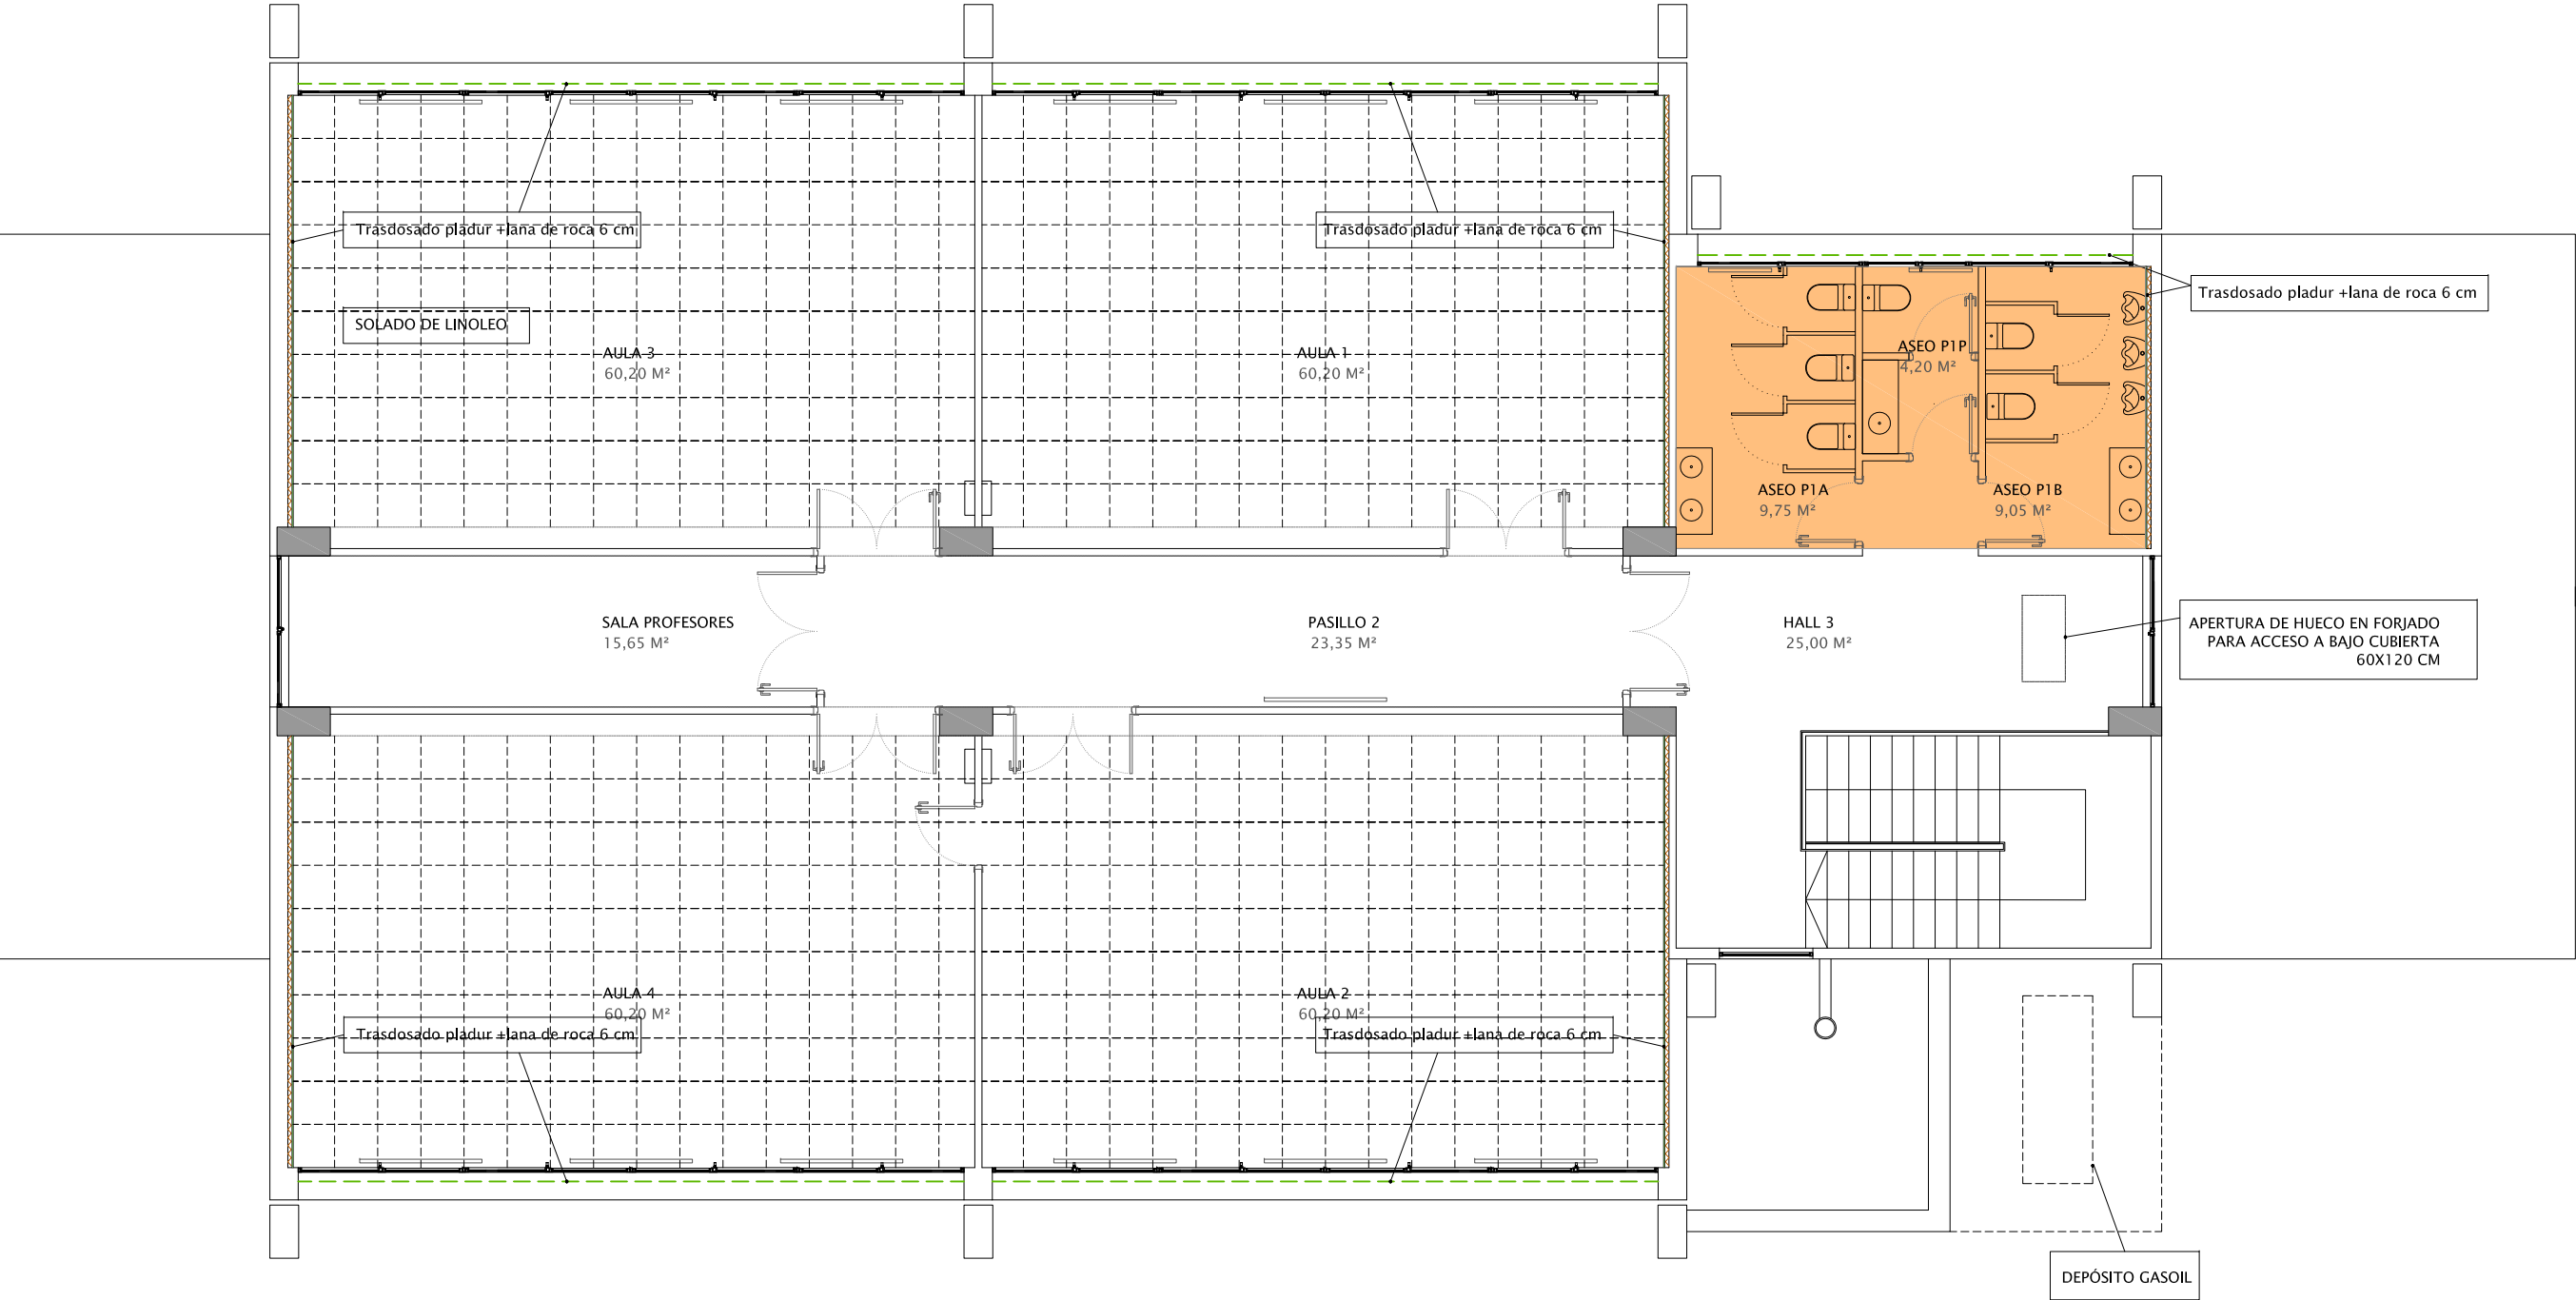 Trasdosado pladur +lana de roca 6 cm
Trasdosado pladur +lana de roca 6 cm
Trasdosado pladur +lana de roca 6 cm
SOLADO DE LINOLEO
AULA 3
60,20 M²
AULA 1
60,20 M²
ASEO P1P
4,20 M²
ASEO P1A
9,75 M²
ASEO P1B
9,05 M²
SALA PROFESORES
15,65 M²
PASILLO 2
23,35 M²
HALL 3
25,00 M²
APERTURA DE HUECO EN FORJADO
PARA ACCESO A BAJO CUBIERTA
60X120 CM
AULA 4
60,20 M²
AULA 2
60,20 M²
Trasdosado pladur +lana de roca 6 cm
Trasdosado pladur +lana de roca 6 cm
DEPÓSITO GASOIL